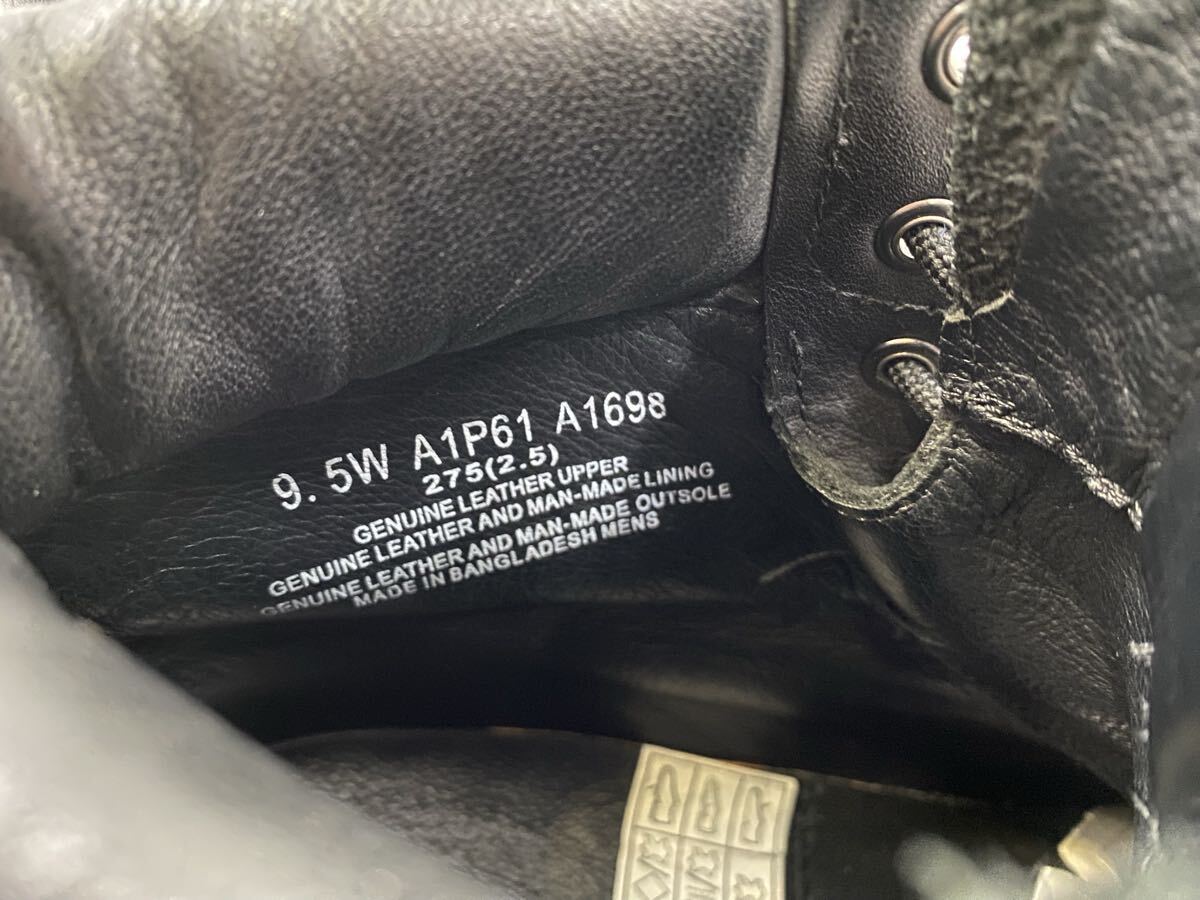 9.5W A1P61 A1698
275(2.5)
GENUINE LEATHER UPPER
GENUINE LEATHER AND MAN-MADE LINING
GENUINE LEATHER AND MAN-MADE OUTSOLE
MADE IN BANGLADESH MENS